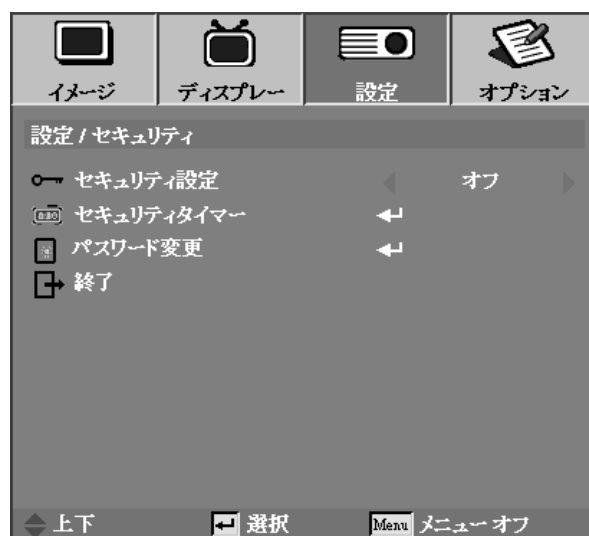 イメージ ディスプレー 設定 オプション
設定 / セキュリティ
セキュリティ設定 オフ
セキュリティタイマー
パスワード変更
終了
上下 選択 Menu メニュー オフ